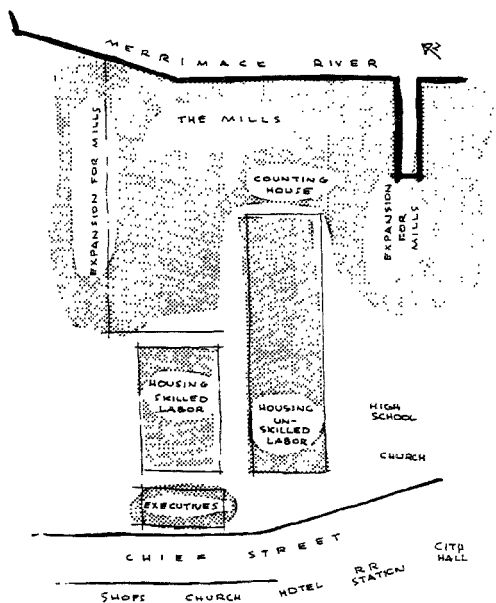 MERRIMACK RIVER
THE MILLS
EXPANSION FOR MILLS
COUNTING
HOUSE
EXPANSION
FOR
MILLS
HOUSING
SKILLED
LABOR
HOUSING
UN-
SKILLED
LABOR
HIGH
SCHOOL
CHURCH
EXECUTIVES
CHIEF STREET
CITY
HALL
SHOPS CHURCH HOTEL RR
STATION